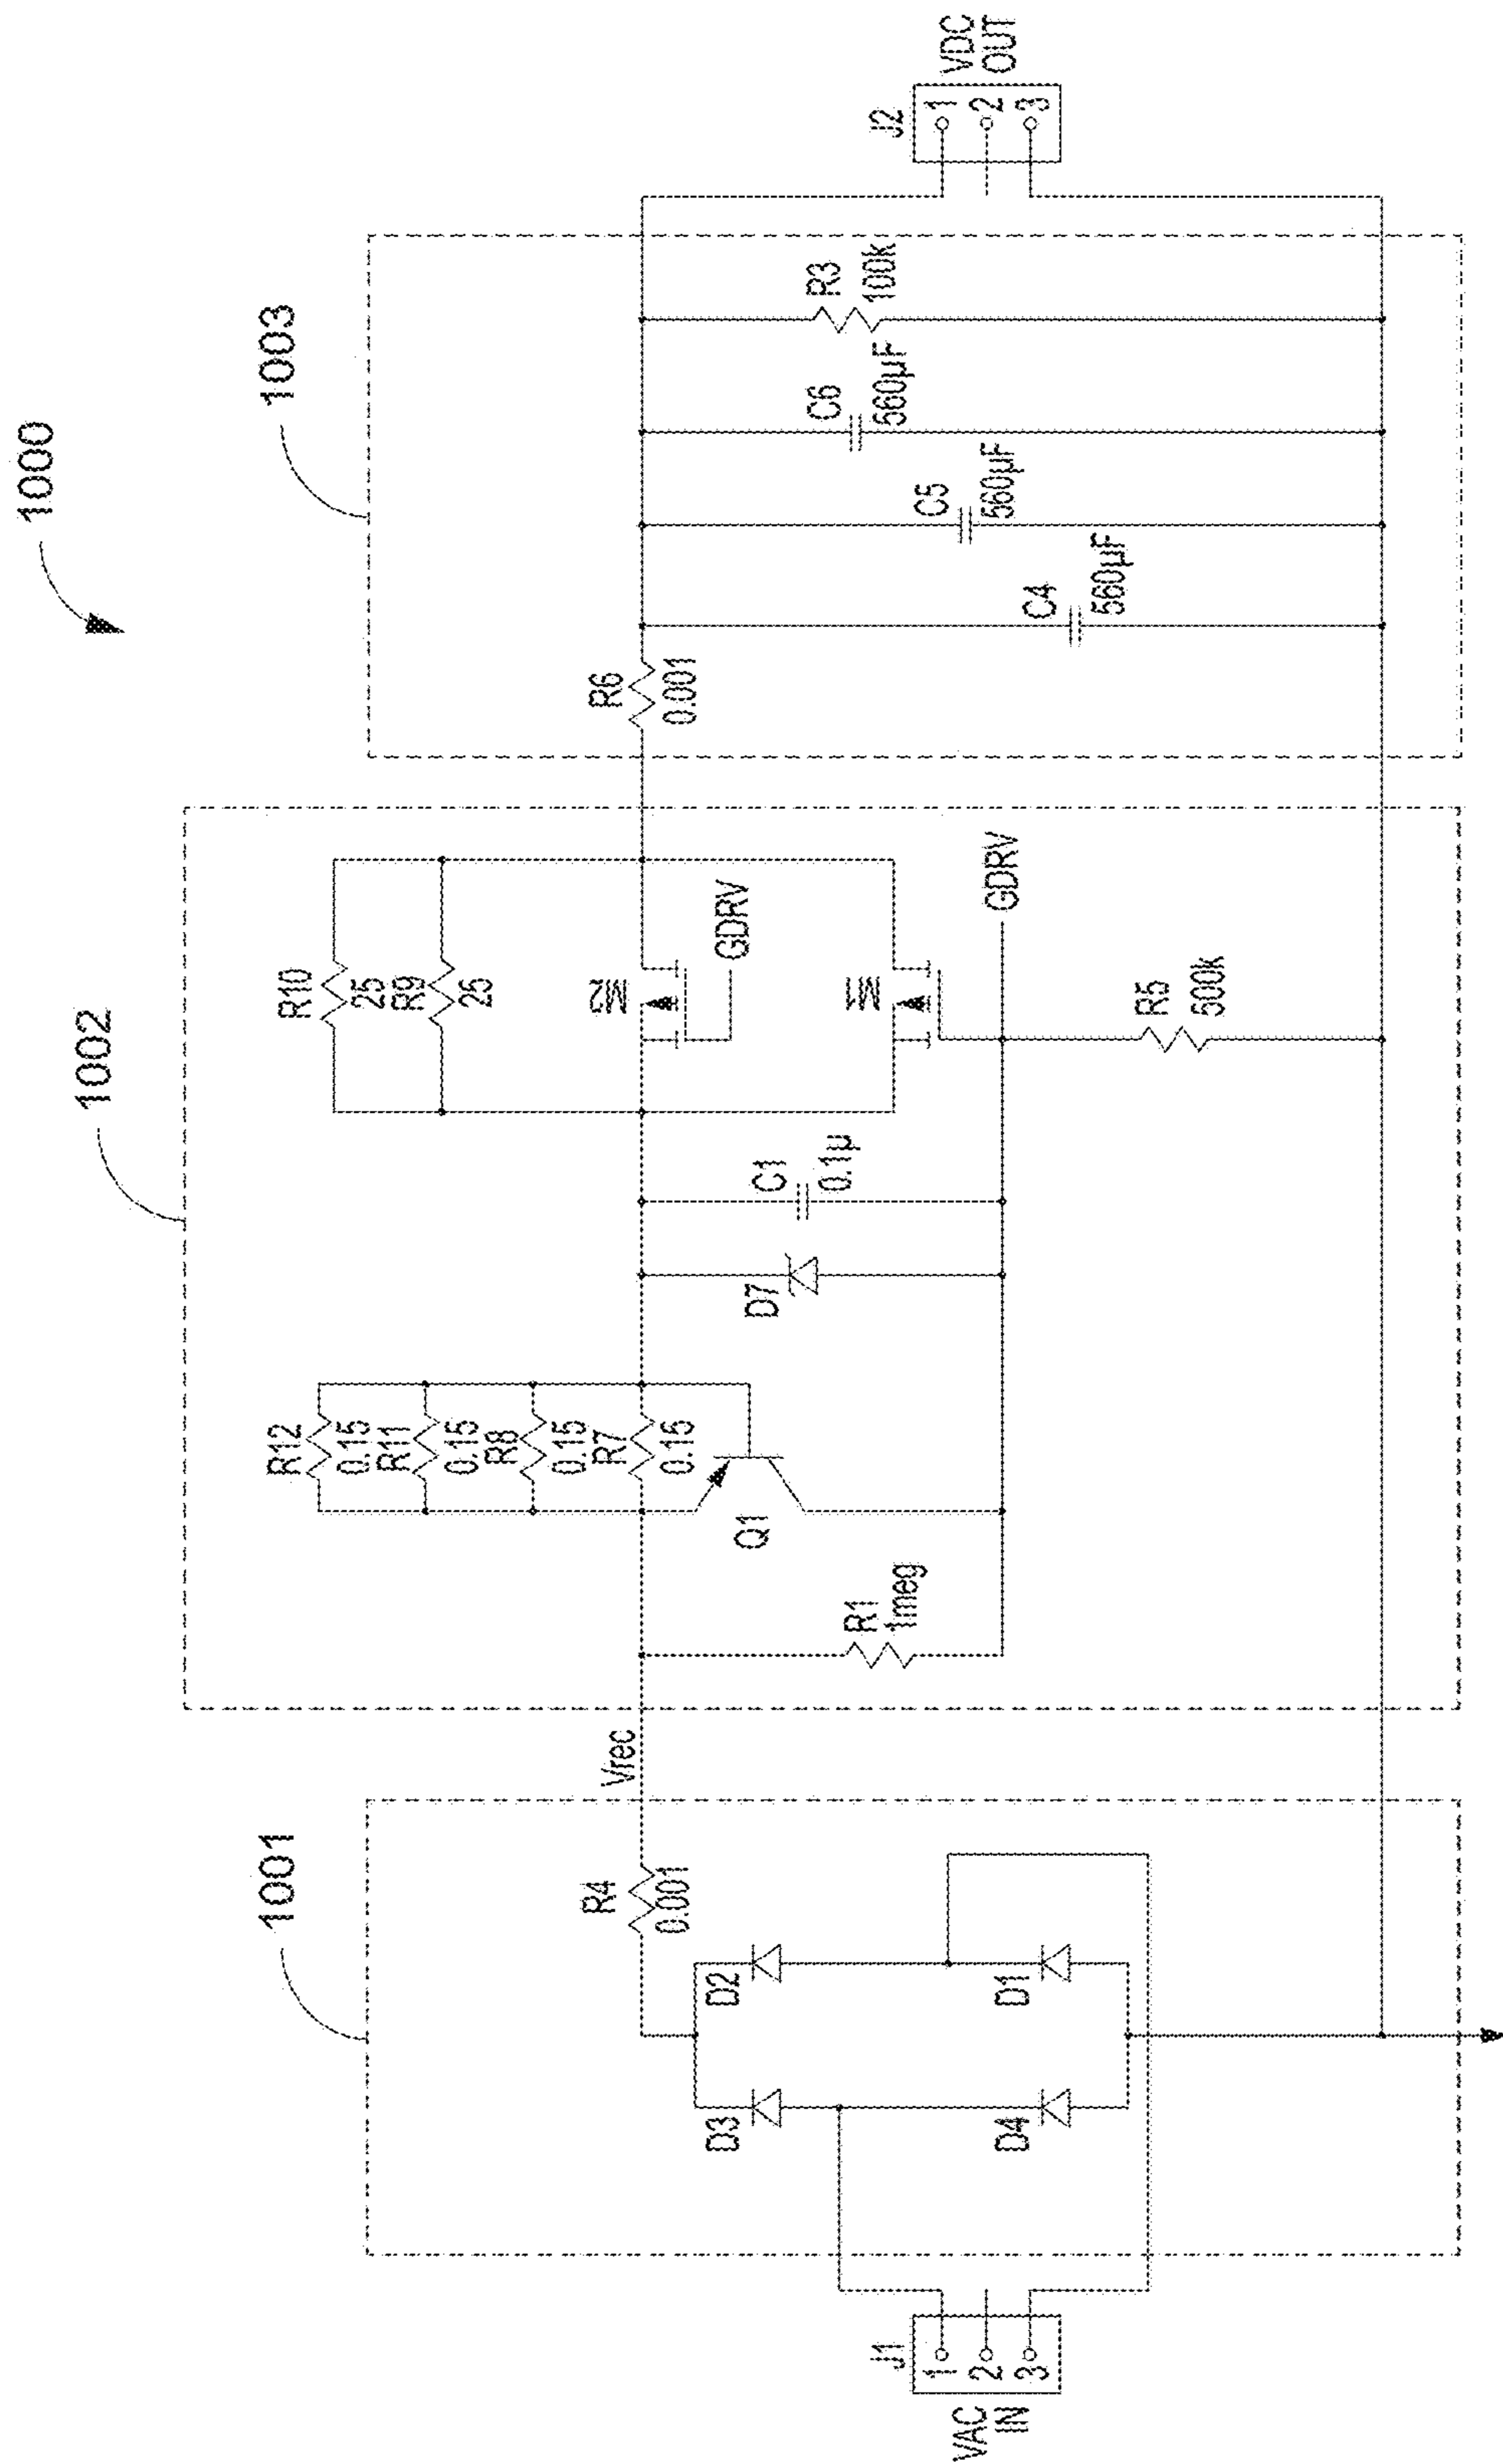 1000
1001
1002
1003
VAC
IN
J1
1
2
3
D3
D2
D4
D1
R4
0.001
Vrec
R1
1meg
R12
0.15
R11
0.15
R8
0.15
R7
0.15
Q1
D7
C1
0.1µ
R10
25
R9
25
M2
GDRV
M1
GDRV
R5
500k
R6
0.001
C4
560µF
C5
560µF
C6
560µF
R3
100k
J2
1
2
3
VDC
OUT